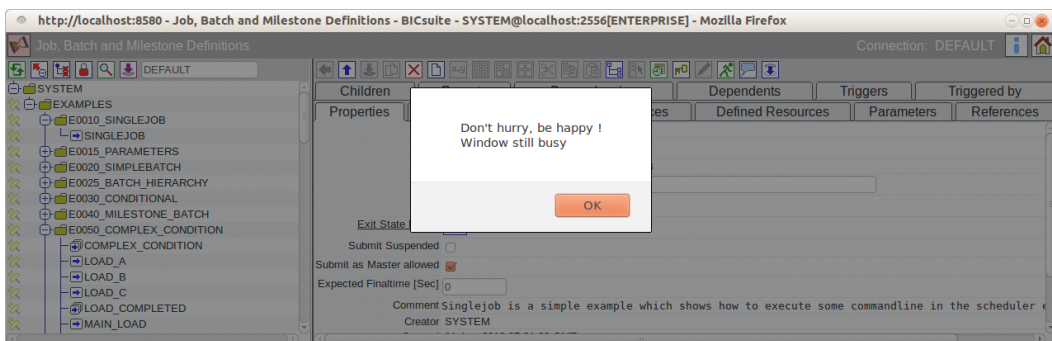 http://localhost:8580 - Job, Batch and Milestone Definitions - BICsuite - SYSTEM@localhost:2556[ENTERPRISE] - Mozilla Firefox
Job, Batch and Milestone Definitions
Connection: DEFAULT
DEFAULT
SYSTEM
EXAMPLES
E0010_SINGLEJOB
SINGLEJOB
E0015_PARAMETERS
E0020_SIMPLEBATCH
E0025_BATCH_HIERARCHY
E0030_CONDITIONAL
E0040_MILESTONE_BATCH
E0050_COMPLEX_CONDITION
COMPLEX_CONDITION
LOAD_A
LOAD_B
LOAD_C
LOAD_COMPLETED
MAIN_LOAD
Children Dependents Triggers Triggered by
Properties Defined Resources Parameters References
Don't hurry, be happy !
Window still busy
OK
Exit State
Submit Suspended
Submit as Master allowed
Expected Finaltime [Sec] 0
Comment Singlejob is a simple example which shows how to execute some commandline in the scheduler
Creator SYSTEM